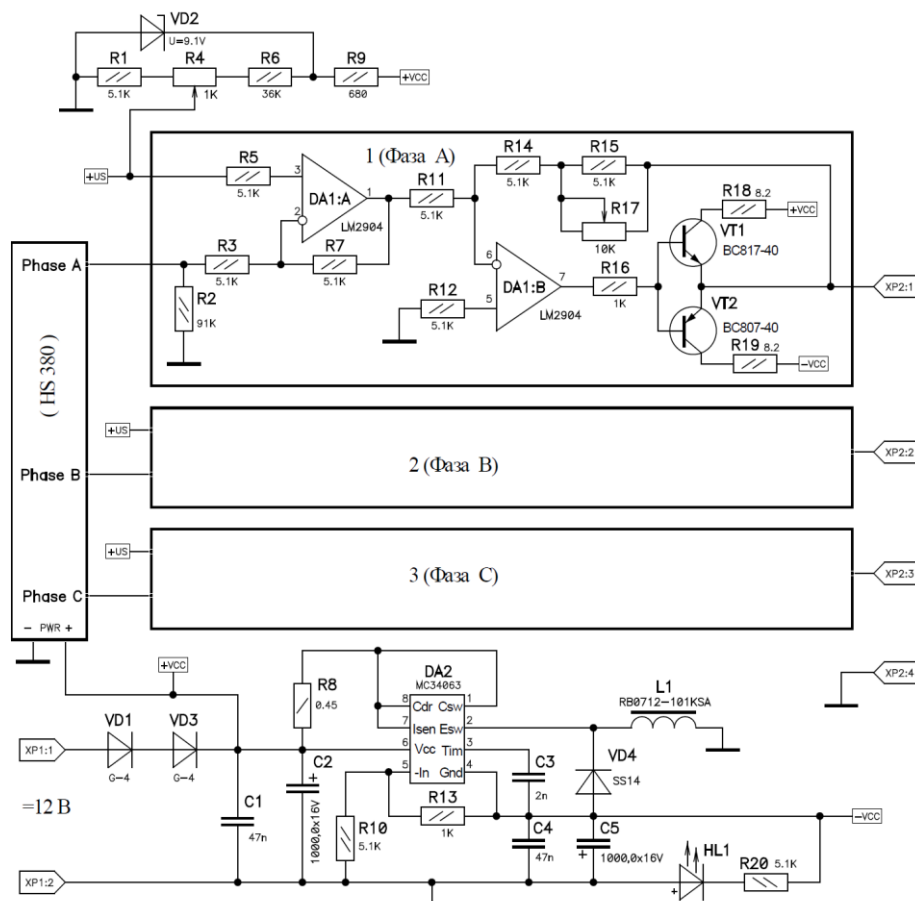 VD2
U=9.1V
R1
R4
R6
R9
5.1K
1K
36K
680
+VCC
+US
1 (Фаза A)
R5
5.1K
3
2
1
DA1:A
LM2904
R11
5.1K
R14
5.1K
R15
5.1K
R17
10K
R18 8.2
+VCC
VT1
BC817-40
Phase A
R3
5.1K
R7
5.1K
R2
91K
R12
5.1K
6
5
7
DA1:B
LM2904
R16
1K
VT2
BC807-40
R19 8.2
-VCC
XP2:1
( HS 380 )
+US
2 (Фаза B)
XP2:2
Phase B
+US
3 (Фаза C)
XP2:3
Phase C
- PWR +
+VCC
XP2:4
R8
0.45
DA2
MC34063
8 Cdr Csw 1
7 Isen Esw 2
6 Vcc Tim 3
5 -In Gnd 4
L1
RB0712-101KSA
XP1:1
VD1
G-4
VD3
G-4
=12 В
C1
47n
C2
+
1000,0x16V
R10
5.1K
R13
1K
C3
2n
VD4
SS14
C4
47n
C5
+
1000,0x16V
-VCC
HL1
+
R20 5.1K
XP1:2